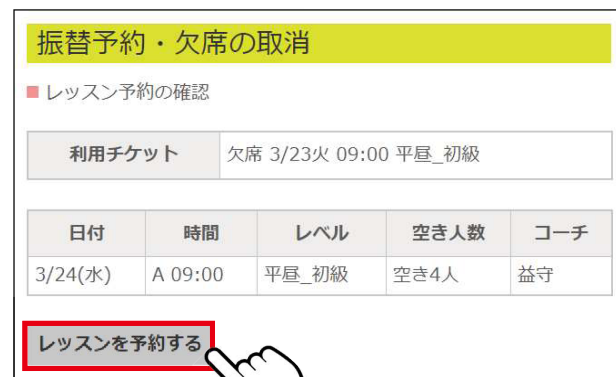 振替予約・欠席の取消
レッスン予約の確認
利用チケット 欠席 3/23火 09:00 平昼_初級
日付 時間 レベル 空き人数 コーチ
3/24(水) A 09:00 平昼_初級 空き4人 益守
レッスンを予約する